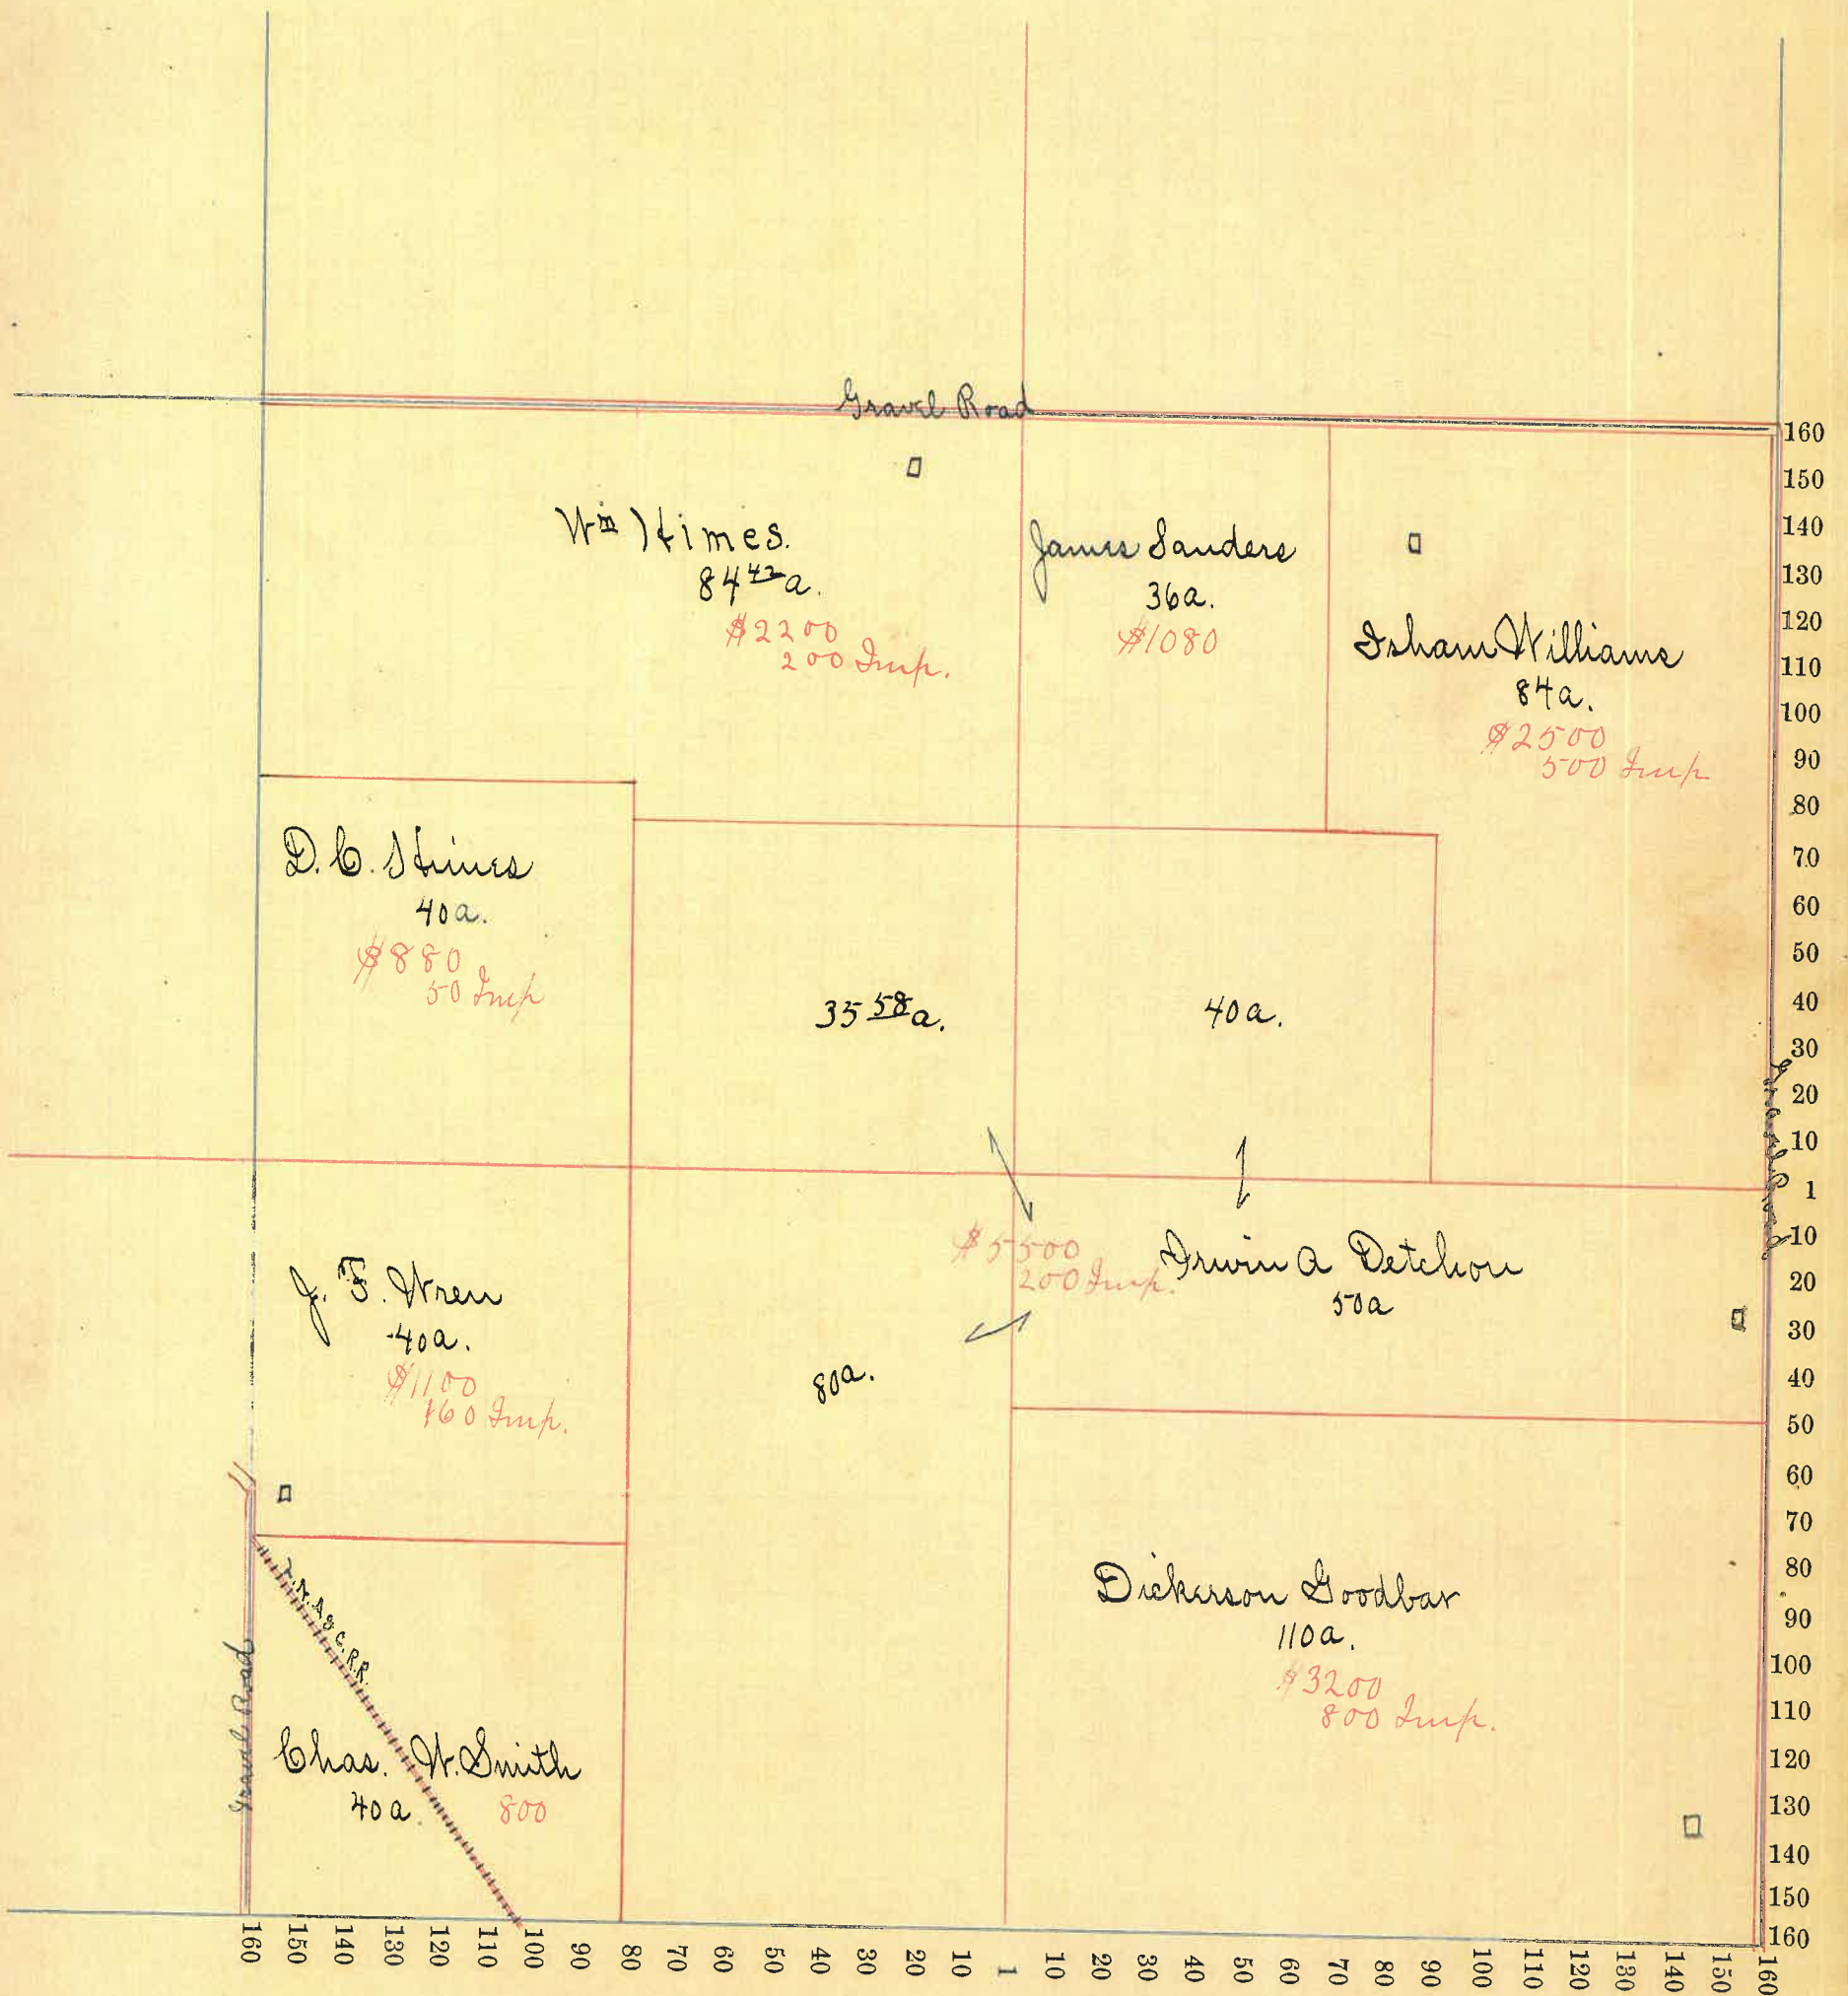 Gravel Road
Wm Himes.
84 42 a.
$2200
200 Imp.
James Sanders
36a.
$1080
Isham Williams
84a.
$2500
500 Imp
D. C. Himes
40a.
$880
50 Imp
35 58 a.
40a.
Gravel Road
J. F. Wren
40a.
$1100
160 Imp.
$5500
200 Imp.
Irwin A Detchon
50a
80a.
L.N.A & C.R.R.
Gravel Road
Chas. W. Smith
40a.
800
Dickerson Goodbar
110a.
$3200
800 Imp.
160
150
140
130
120
110
100
90
80
70
60
50
40
30
20
10
1
10
20
30
40
50
60
70
80
90
100
110
120
130
140
150
160
160 150 140 130 120 110 100 90 80 70 60 50 40 30 20 10 1 10 20 30 40 50 60 70 80 90 100 110 120 130 140 150 160